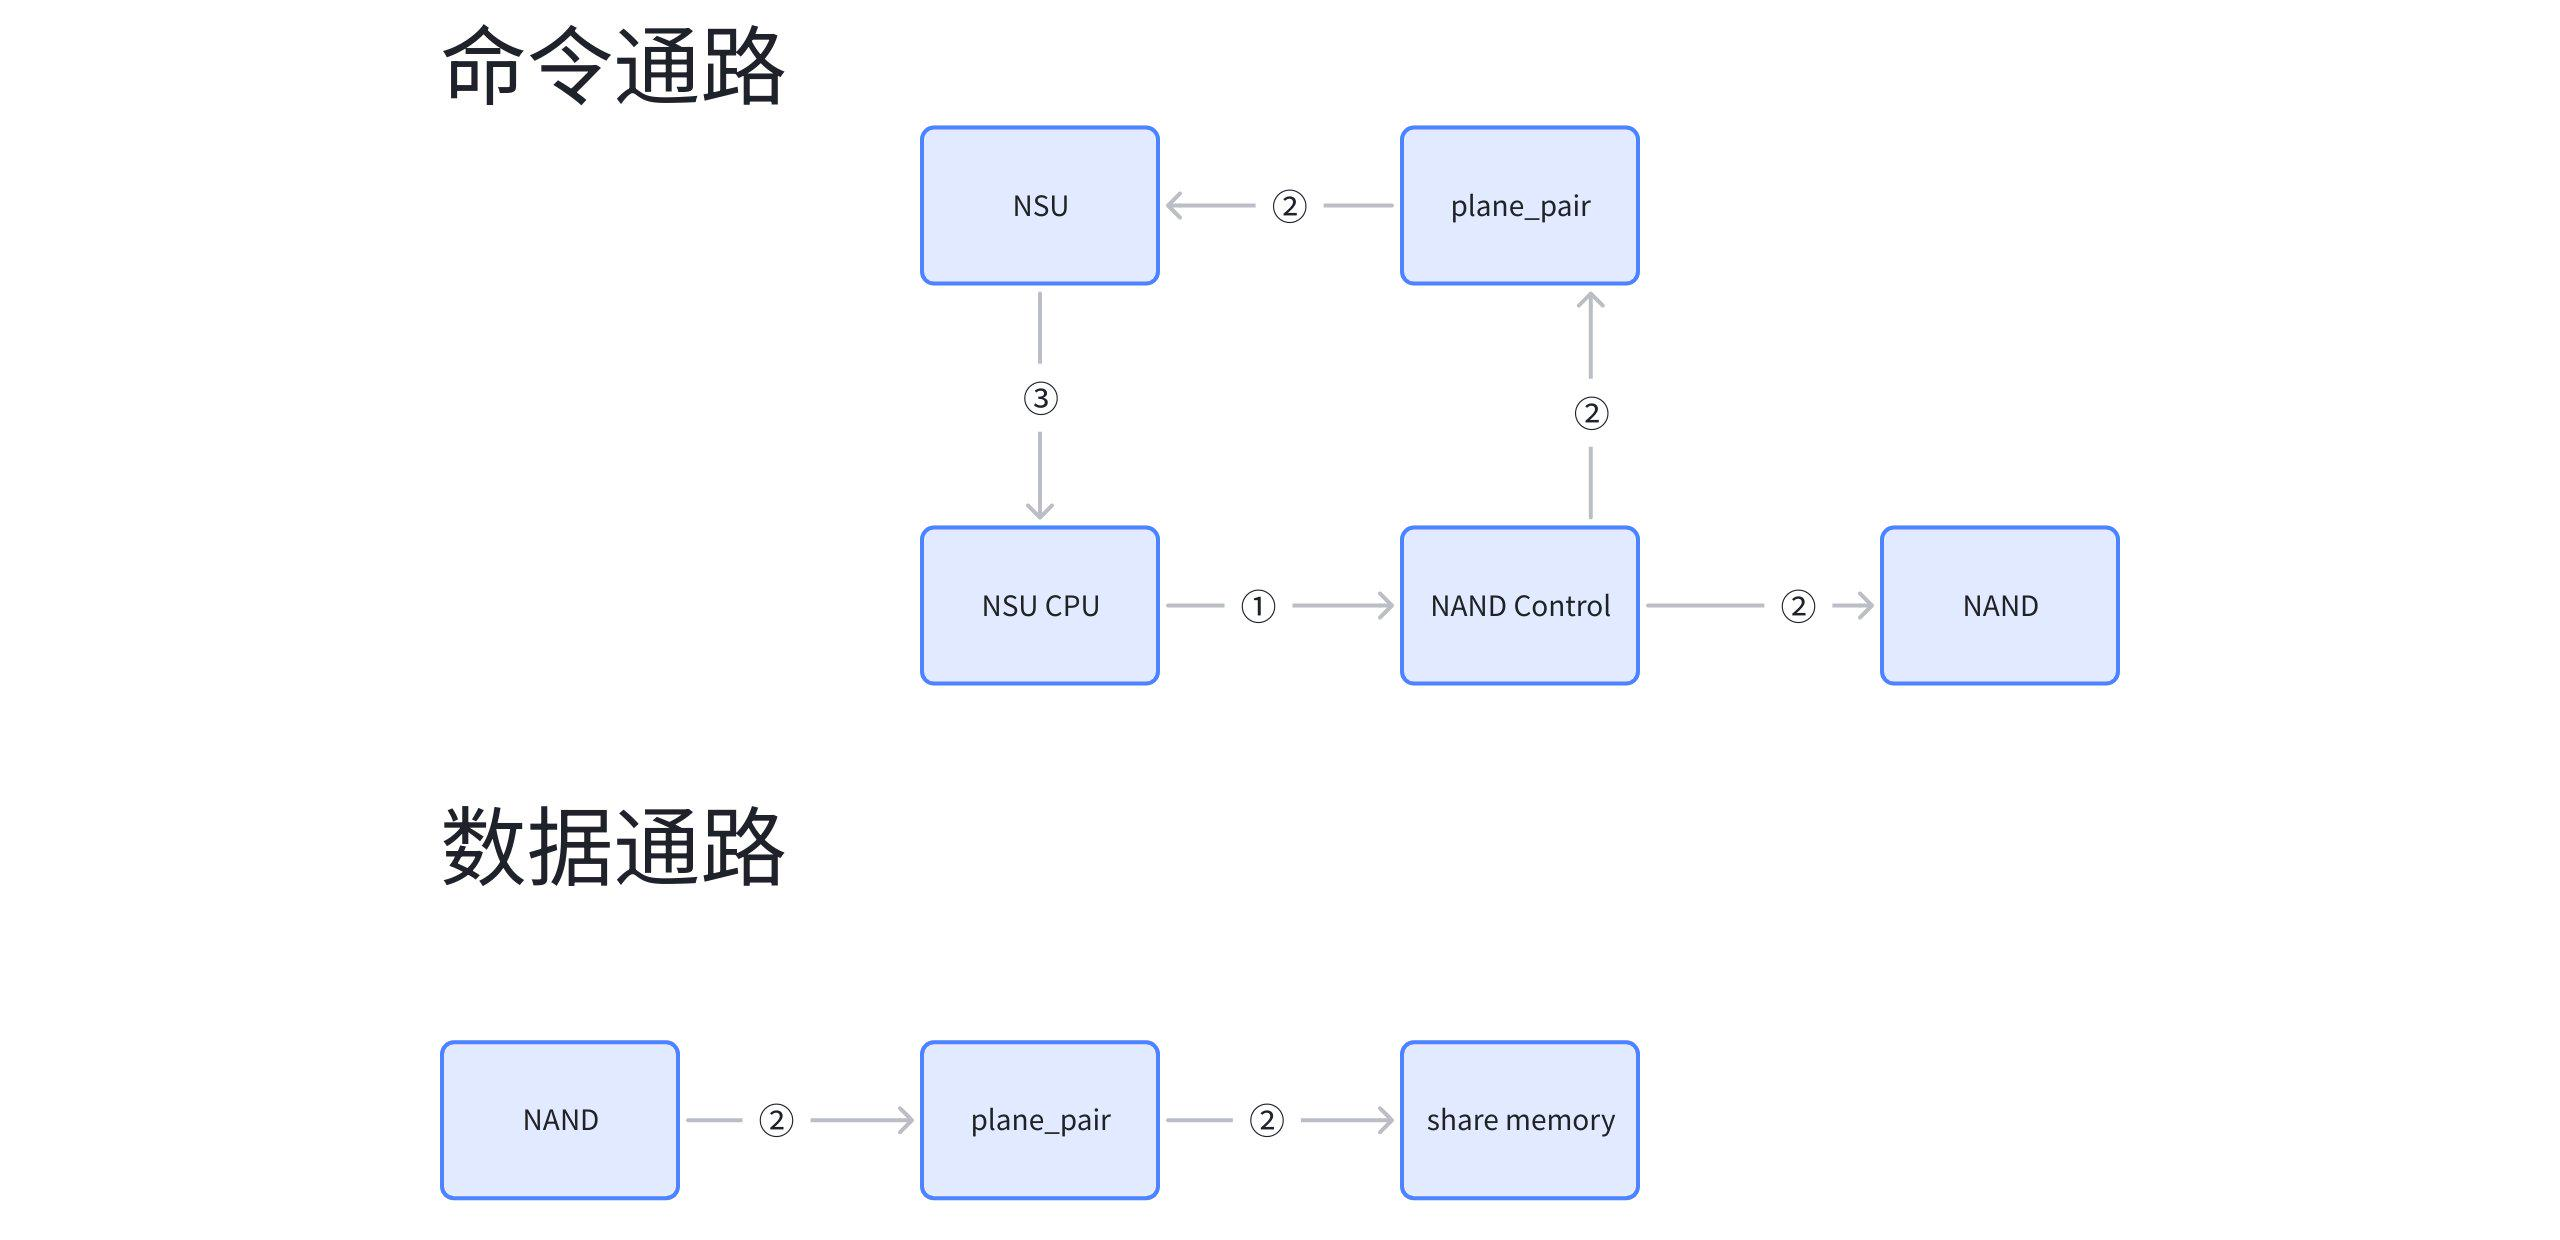 命令通路
NSU
②
plane_pair
③
②
NSU CPU
①
NAND Control
②
NAND
数据通路
NAND
②
plane_pair
②
share memory